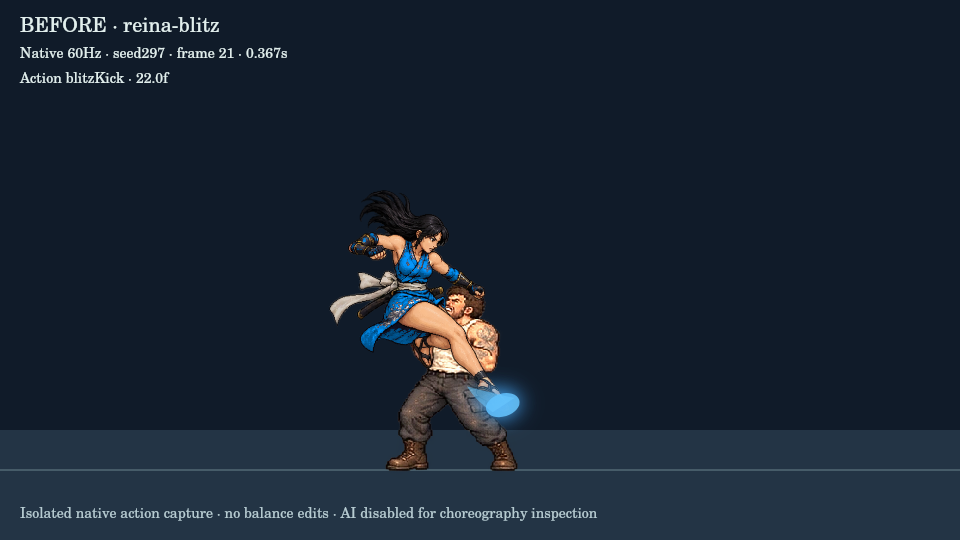 BEFORE · reina-blitz
Native 60Hz · seed297 · frame 21 · 0.367s
Action blitzKick · 22.0f
Isolated native action capture · no balance edits · AI disabled for choreography inspection